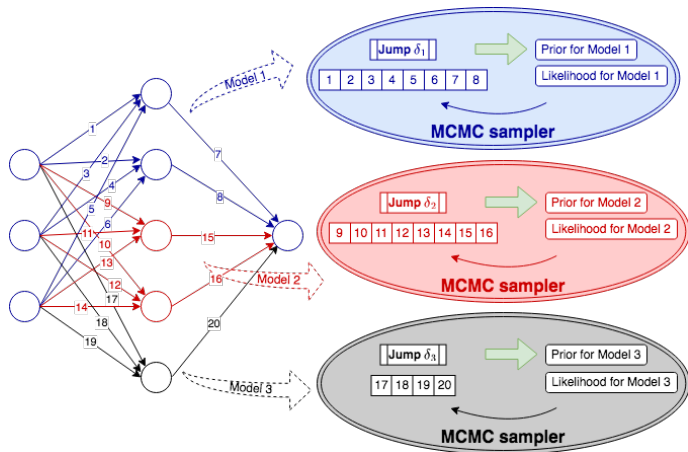 1
2
3
4
9
5
6
11
10
13
12
17
14
18
19
7
8
15
16
20
Model 1
Model 2
Model 3
Jump δ1
Prior for Model 1
1 2 3 4 5 6 7 8
Likelihood for Model 1
MCMC sampler
Jump δ2
Prior for Model 2
9 10 11 12 13 14 15 16
Likelihood for Model 2
MCMC sampler
Jump δ3
Prior for Model 3
17 18 19 20
Likelihood for Model 3
MCMC sampler